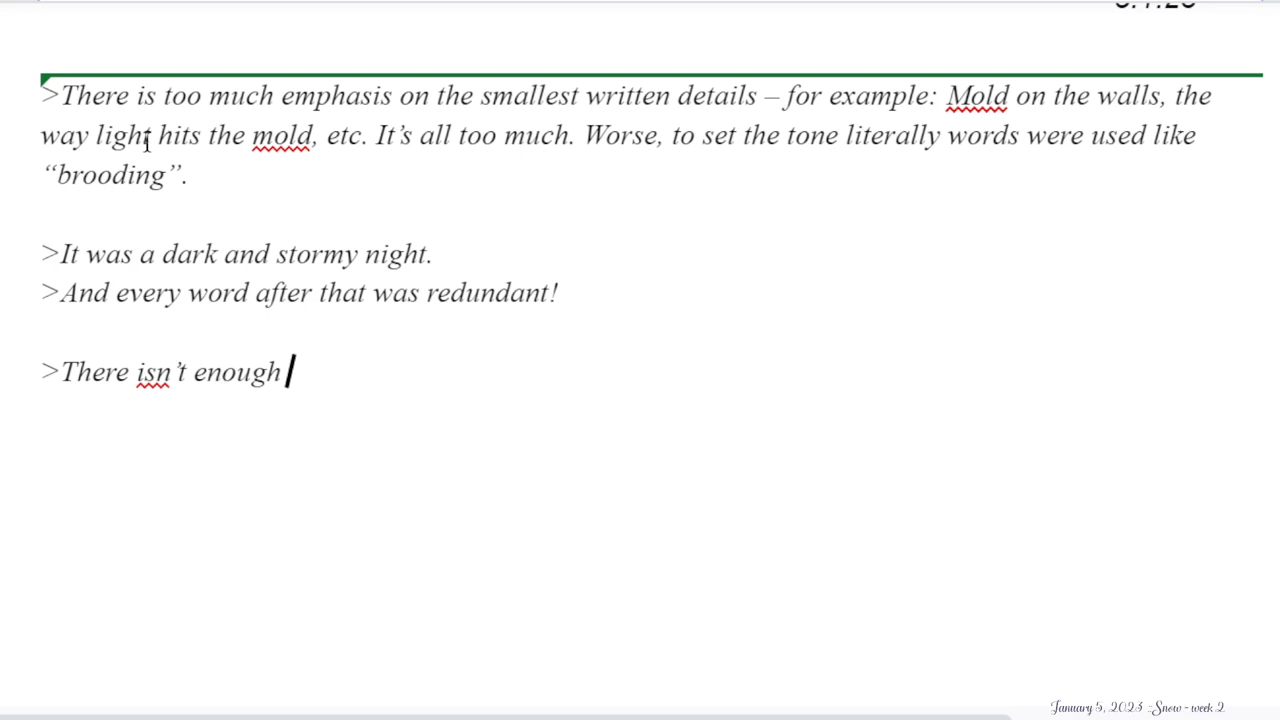 >There is too much emphasis on the smallest written details – for example: Mold on the walls, the
way light hits the mold, etc. It’s all too much. Worse, to set the tone literally words were used like
“brooding”.
>It was a dark and stormy night.
>And every word after that was redundant!
>There isn’t enough
January 5, 2023 :: Snow - week 2